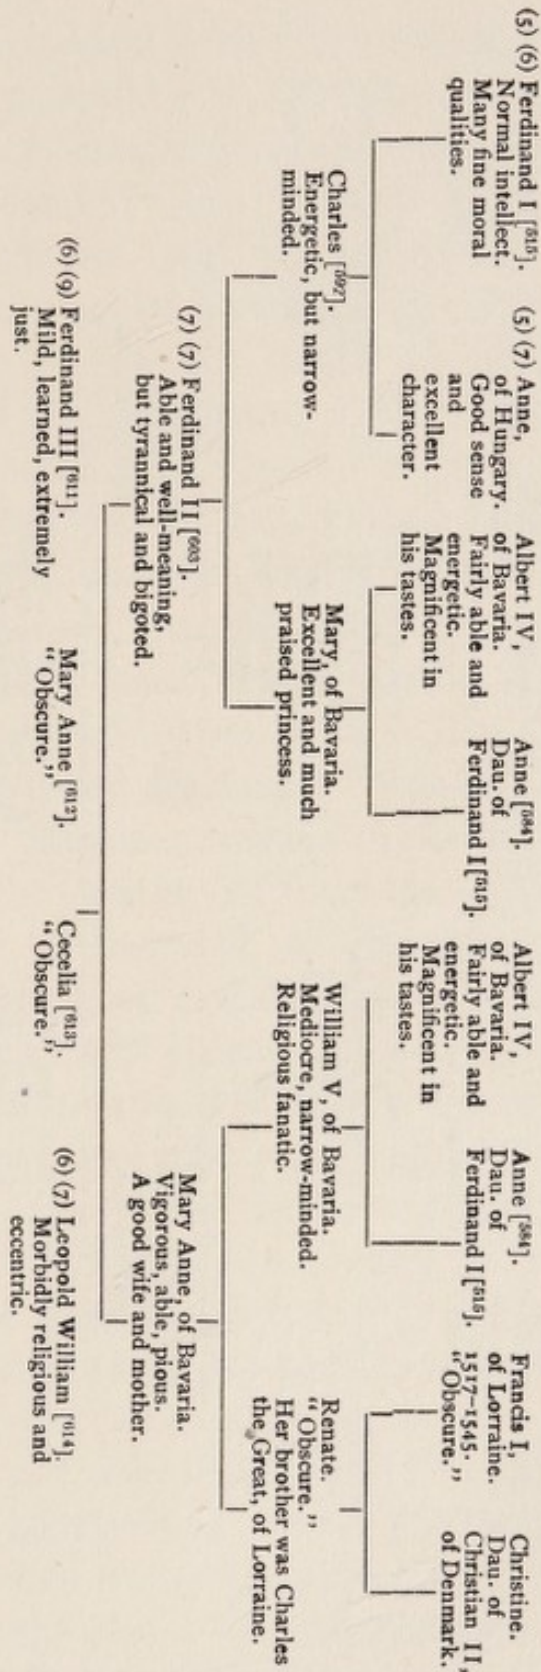 (5) (6) Ferdinand I [515].
Normal intellect.
Many fine moral
qualities.
(5) (7) Anne,
of Hungary.
Good sense
and
excellent
character.
Albert IV,
of Bavaria.
Fairly able and
energetic.
Magnificent in
his tastes.
Anne [584].
Dau. of
Ferdinand I [515].
Albert IV,
of Bavaria.
Fairly able and
energetic.
Magnificent in
his tastes.
Anne [584].
Dau. of
Ferdinand I [515].
Francis I,
of Lorraine.
1517–1545.
“Obscure.”
Christine.
Dau. of
Christian II,
of Denmark.
Charles [592].
Energetic, but narrow-
minded.
Mary, of Bavaria.
Excellent and much
praised princess.
William V, of Bavaria.
Mediocre, narrow-minded.
Religious fanatic.
Renate.
“Obscure.”
Her brother was Charles
the Great, of Lorraine.
(7) (7) Ferdinand II [603].
Able and well-meaning,
but tyrannical and bigoted.
Mary Anne, of Bavaria.
Vigorous, able, pious.
A good wife and mother.
(6) (9) Ferdinand III [611].
Mild, learned, extremely
just.
Mary Anne [612].
“Obscure.”
Cecelia [613].
“Obscure.”
(6) (7) Leopold William [614].
Morbidly religious and
eccentric.